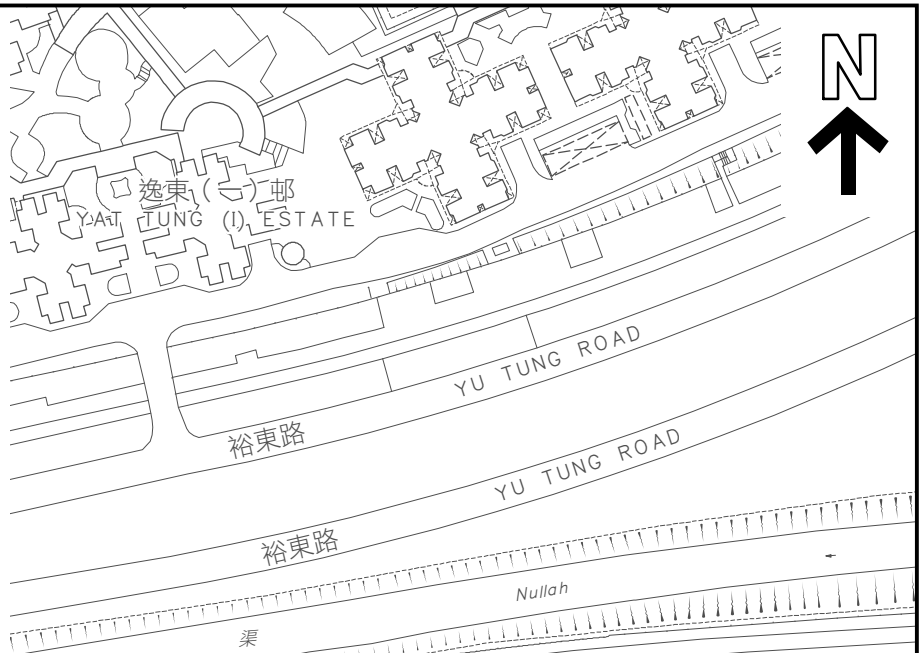 N
逸東(一)邨
YAT TUNG (I) ESTATE
YU TUNG ROAD
裕東路
YU TUNG ROAD
裕東路
Nullah
渠